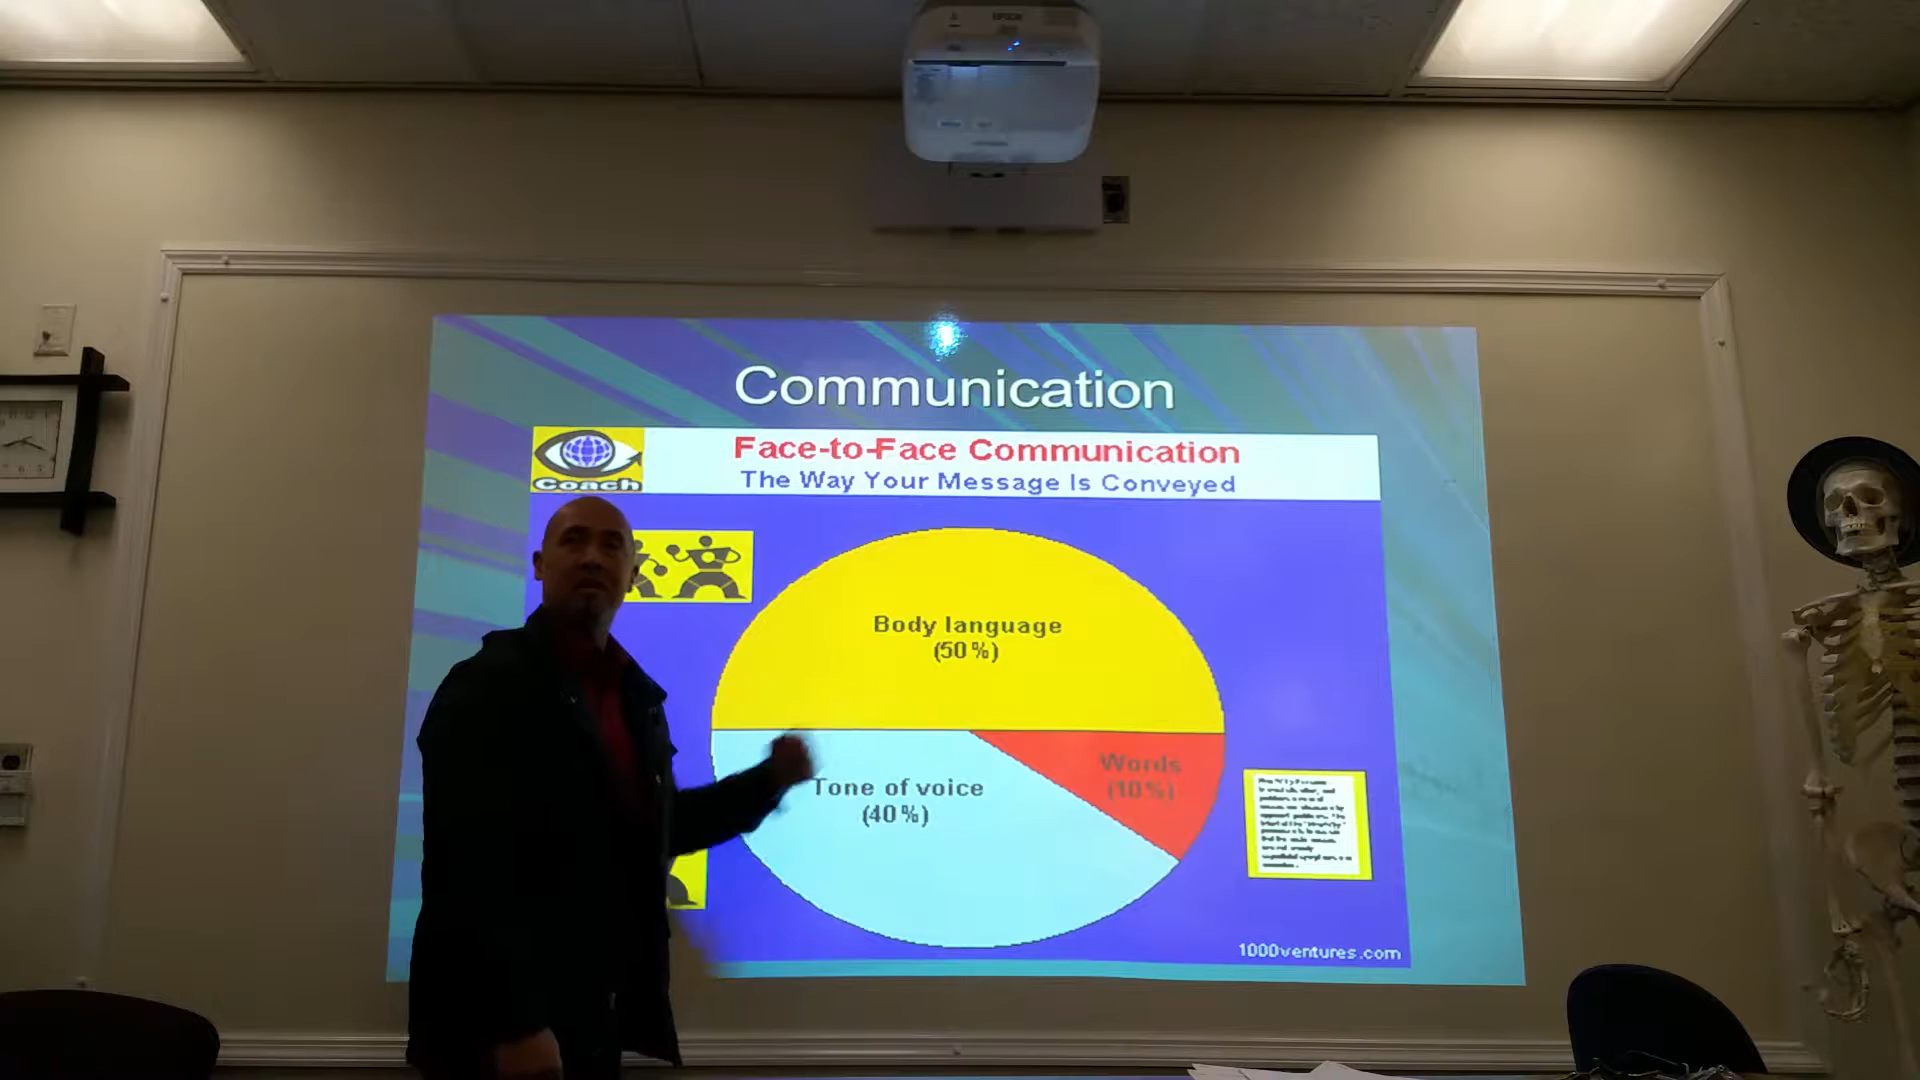 EPSON
Communication
Coach
Face-to-Face Communication
The Way Your Message Is Conveyed
Body language
(50%)
Words
(10%)
Tone of voice
(40%)
1000ventures.com